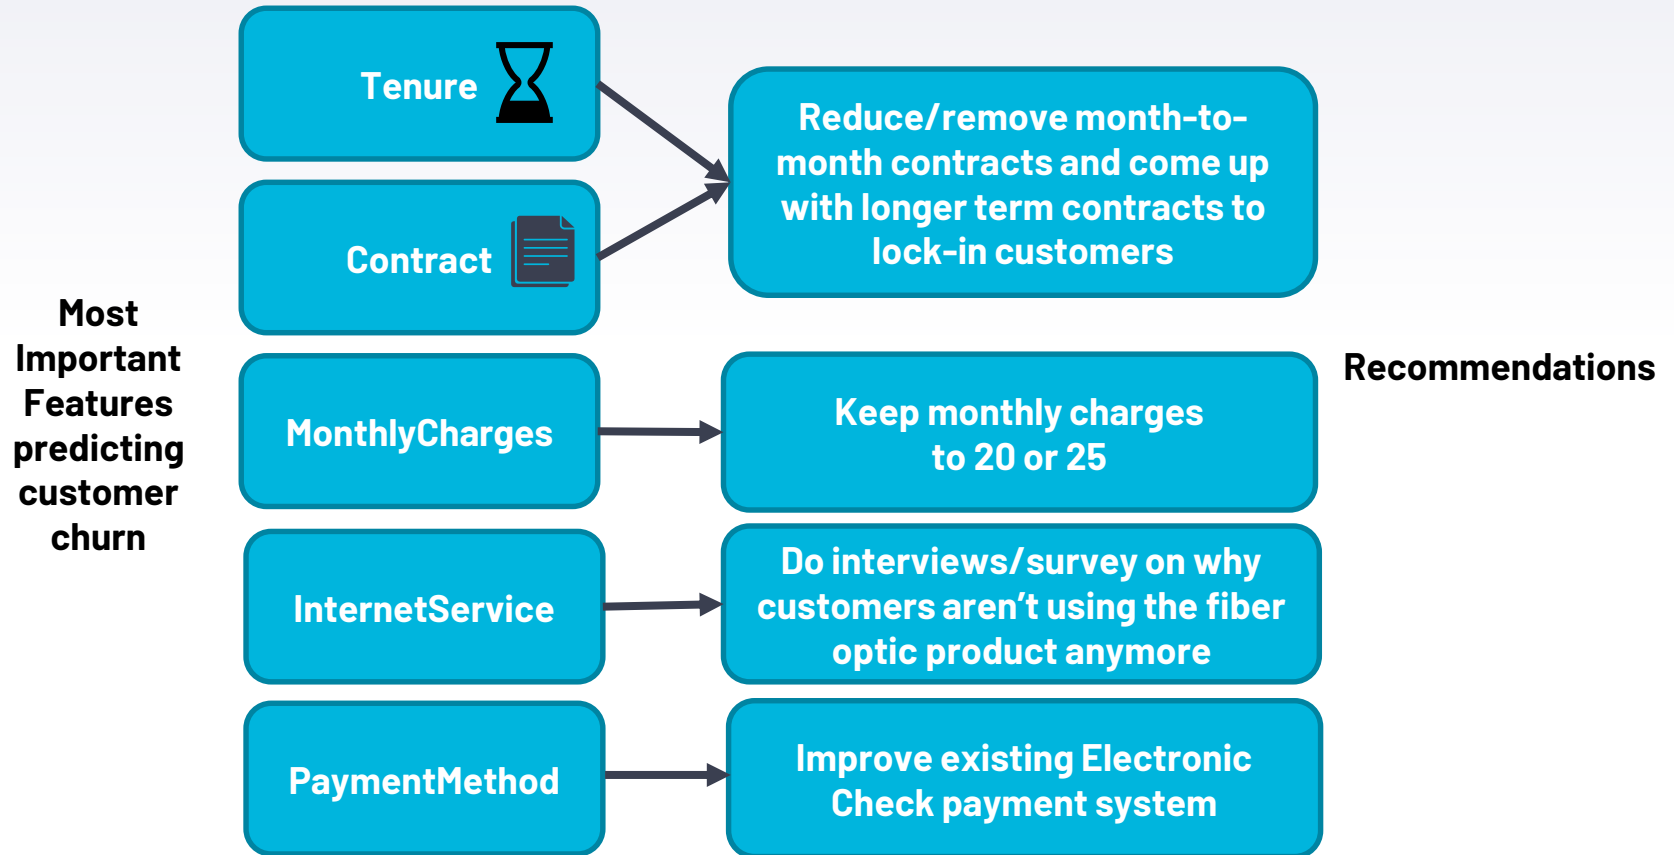 Most
Important
Features
predicting
customer
churn
Tenure
Contract
MonthlyCharges
InternetService
PaymentMethod
Reduce/remove month-to-
month contracts and come up
with longer term contracts to
lock-in customers
Keep monthly charges
to 20 or 25
Do interviews/survey on why
customers aren’t using the fiber
optic product anymore
Improve existing Electronic
Check payment system
Recommendations